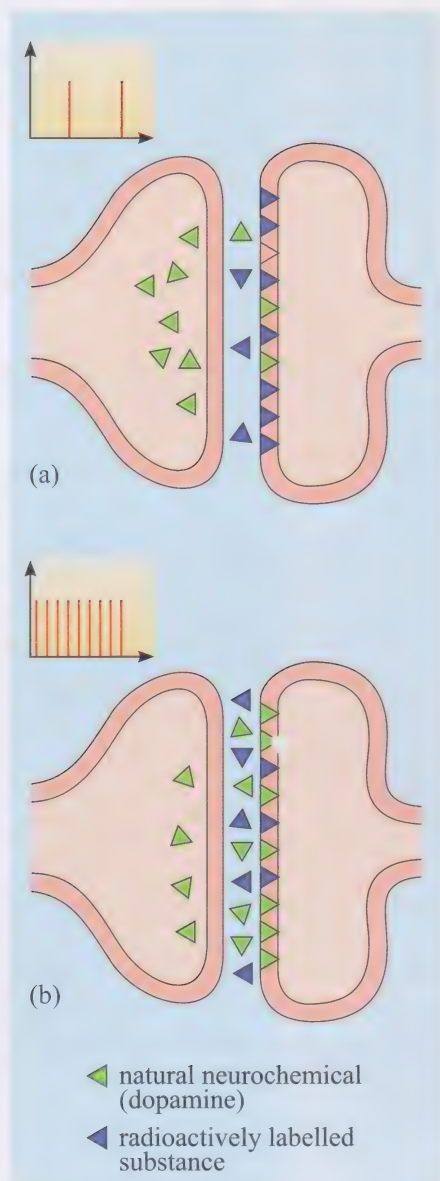 (a)
(b)
natural neurochemical
(dopamine)
radioactively labelled
substance